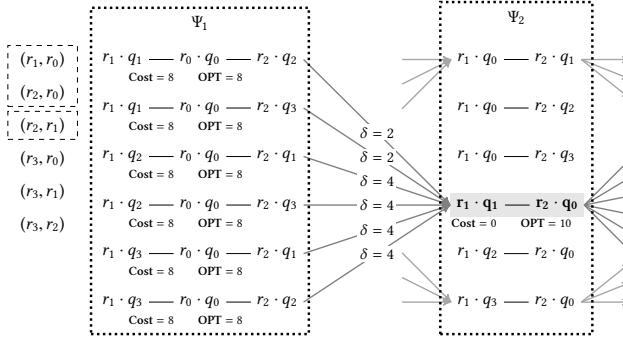 (r₁, r₀)
(r₂, r₀)
(r₂, r₁)
(r₃, r₀)
(r₃, r₁)
(r₃, r₂)
Ψ₁
r₁ · q₁ — r₀ · q₀ — r₂ · q₂
Cost = 8 OPT = 8
r₁ · q₁ — r₀ · q₀ — r₂ · q₃
Cost = 8 OPT = 8
r₁ · q₂ — r₀ · q₀ — r₂ · q₁
Cost = 8 OPT = 8
r₁ · q₂ — r₀ · q₀ — r₂ · q₃
Cost = 8 OPT = 8
r₁ · q₃ — r₀ · q₀ — r₂ · q₁
Cost = 8 OPT = 8
r₁ · q₃ — r₀ · q₀ — r₂ · q₂
Cost = 8 OPT = 8
δ = 2
δ = 2
δ = 4
δ = 4
δ = 4
δ = 4
Ψ₂
r₁ · q₀ — r₂ · q₁
r₁ · q₀ — r₂ · q₂
r₁ · q₀ — r₂ · q₃
r₁ · q₁ — r₂ · q₀
Cost = 0 OPT = 10
r₁ · q₂ — r₂ · q₀
r₁ · q₃ — r₂ · q₀